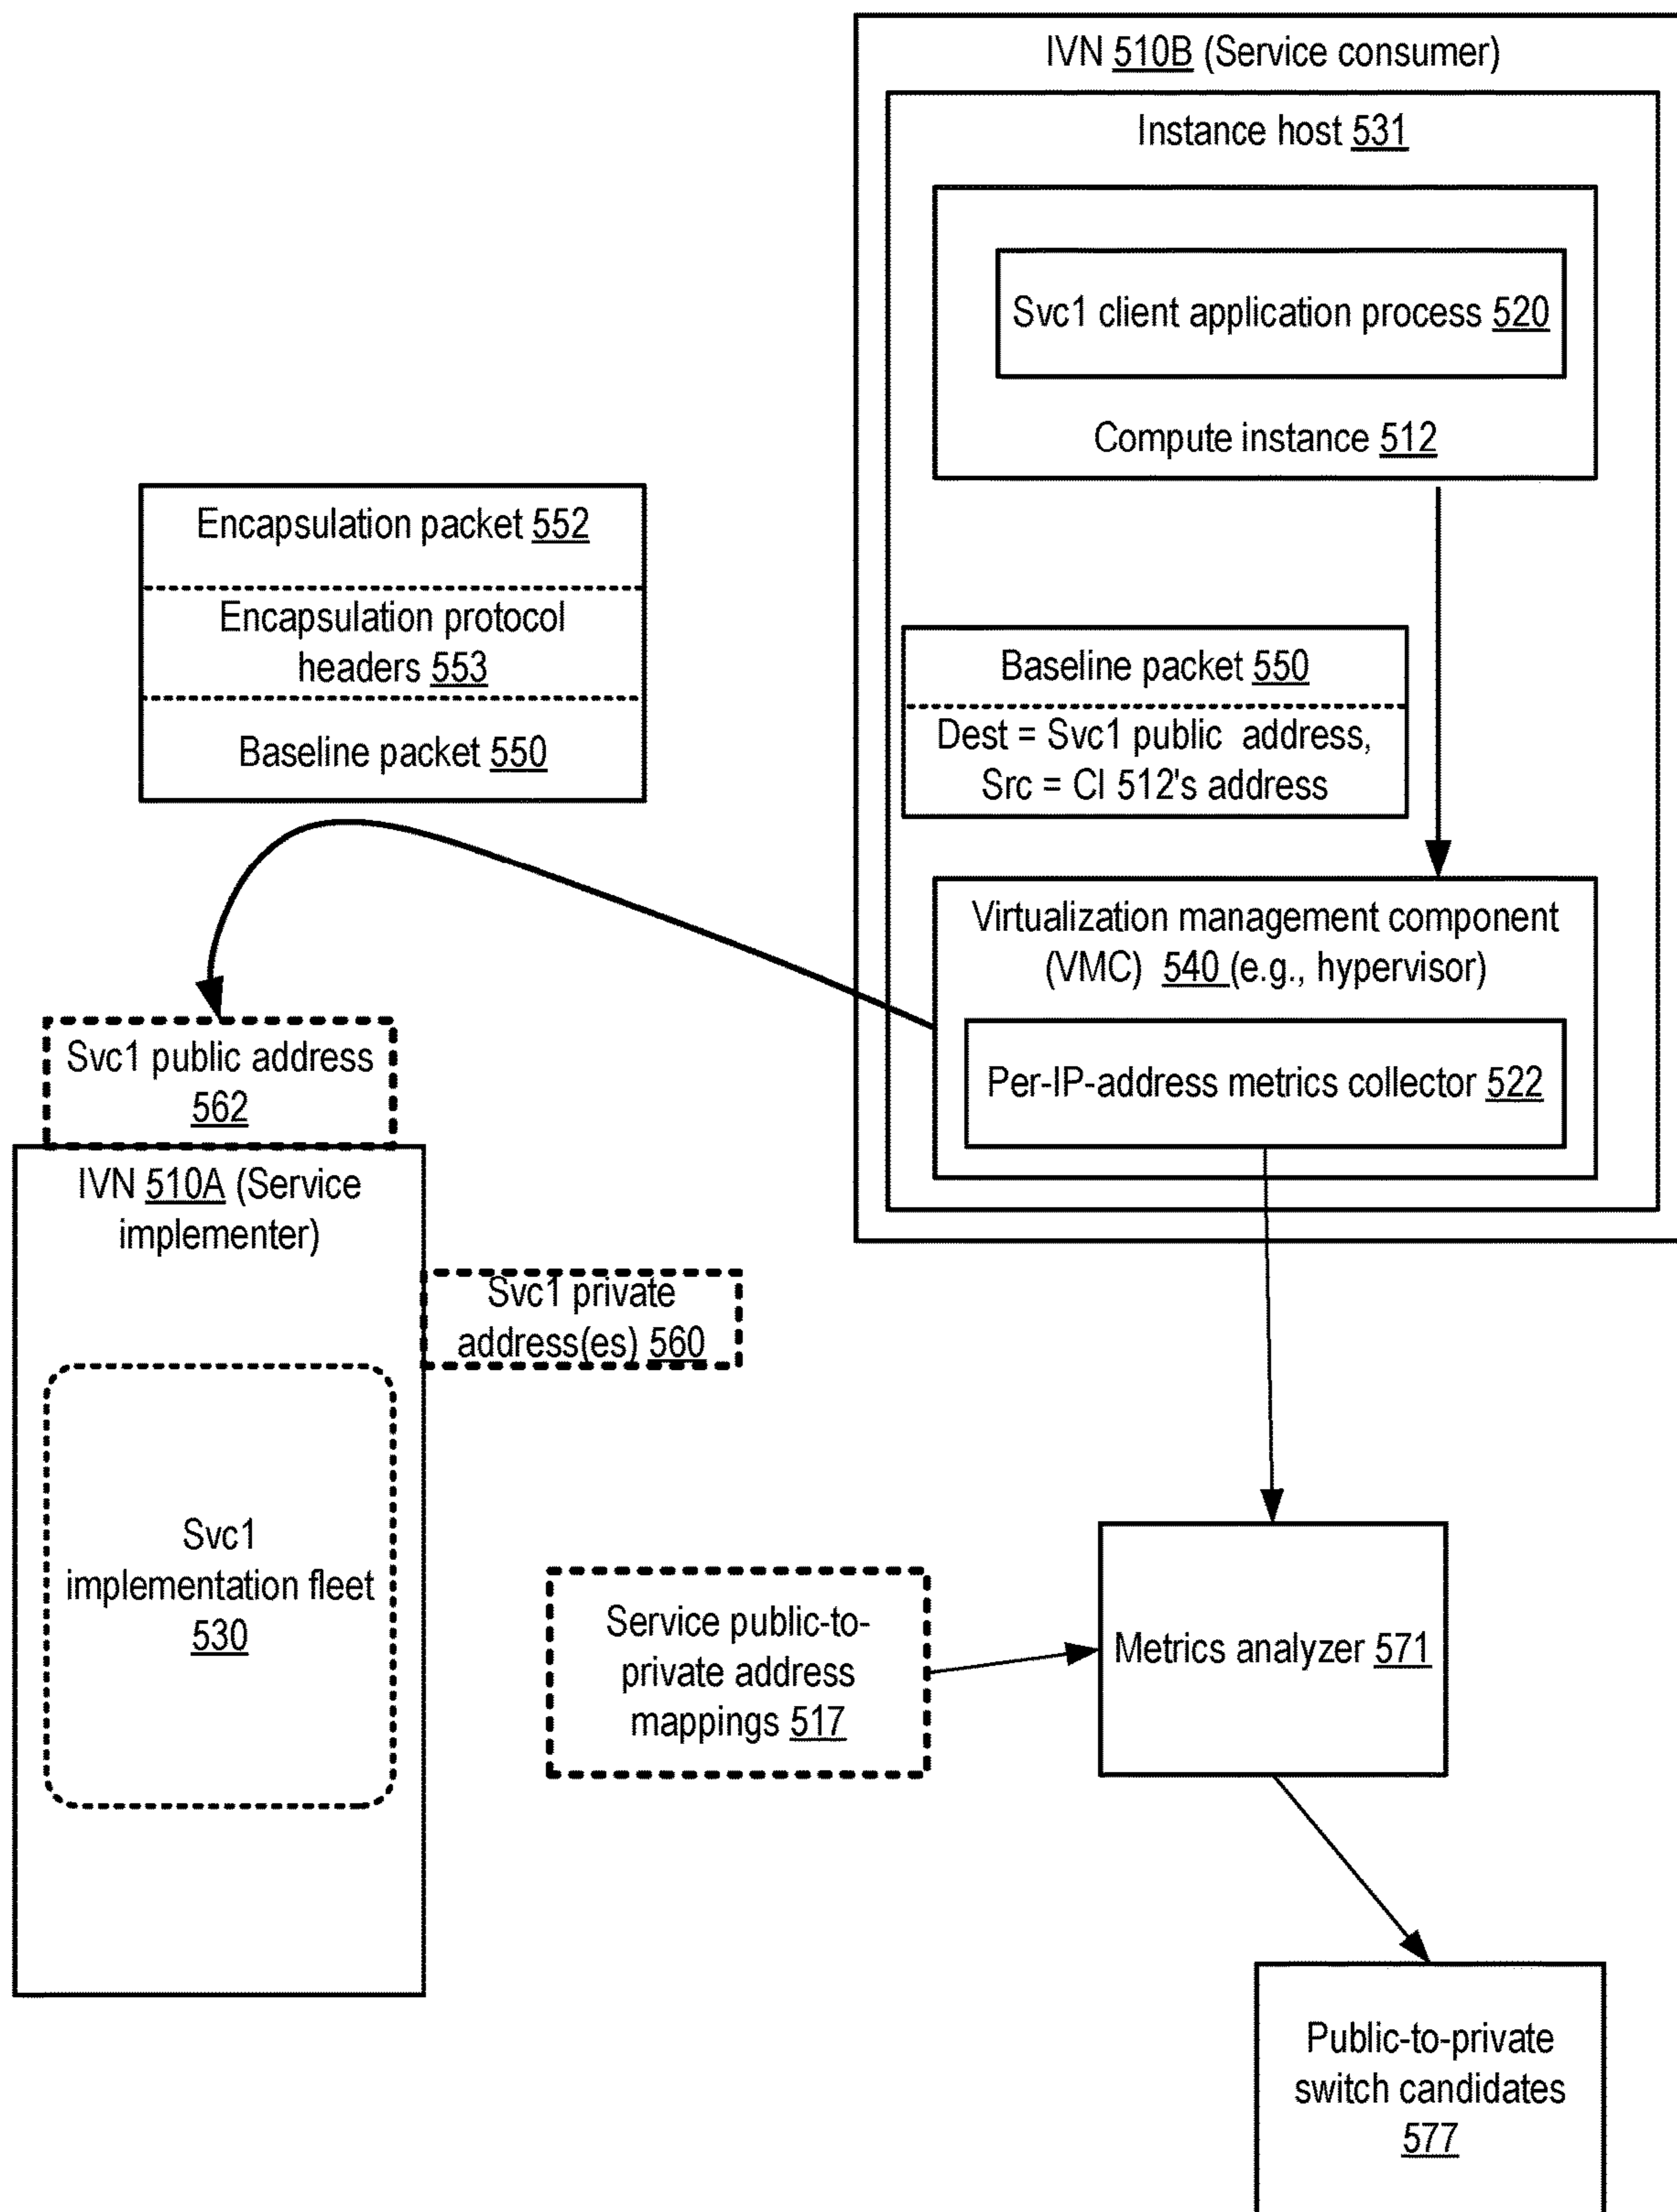 IVN 510B (Service consumer)
Instance host 531
Svc1 client application process 520
Compute instance 512
Encapsulation packet 552
Encapsulation protocol
headers 553
Baseline packet 550
Baseline packet 550
Dest = Svc1 public address,
Src = CI 512's address
Virtualization management component
(VMC) 540 (e.g., hypervisor)
Per-IP-address metrics collector 522
Svc1 public address
562
IVN 510A (Service
implementer)
Svc1 private
address(es) 560
Svc1
implementation fleet
530
Service public-to-
private address
mappings 517
Metrics analyzer 571
Public-to-private
switch candidates
577